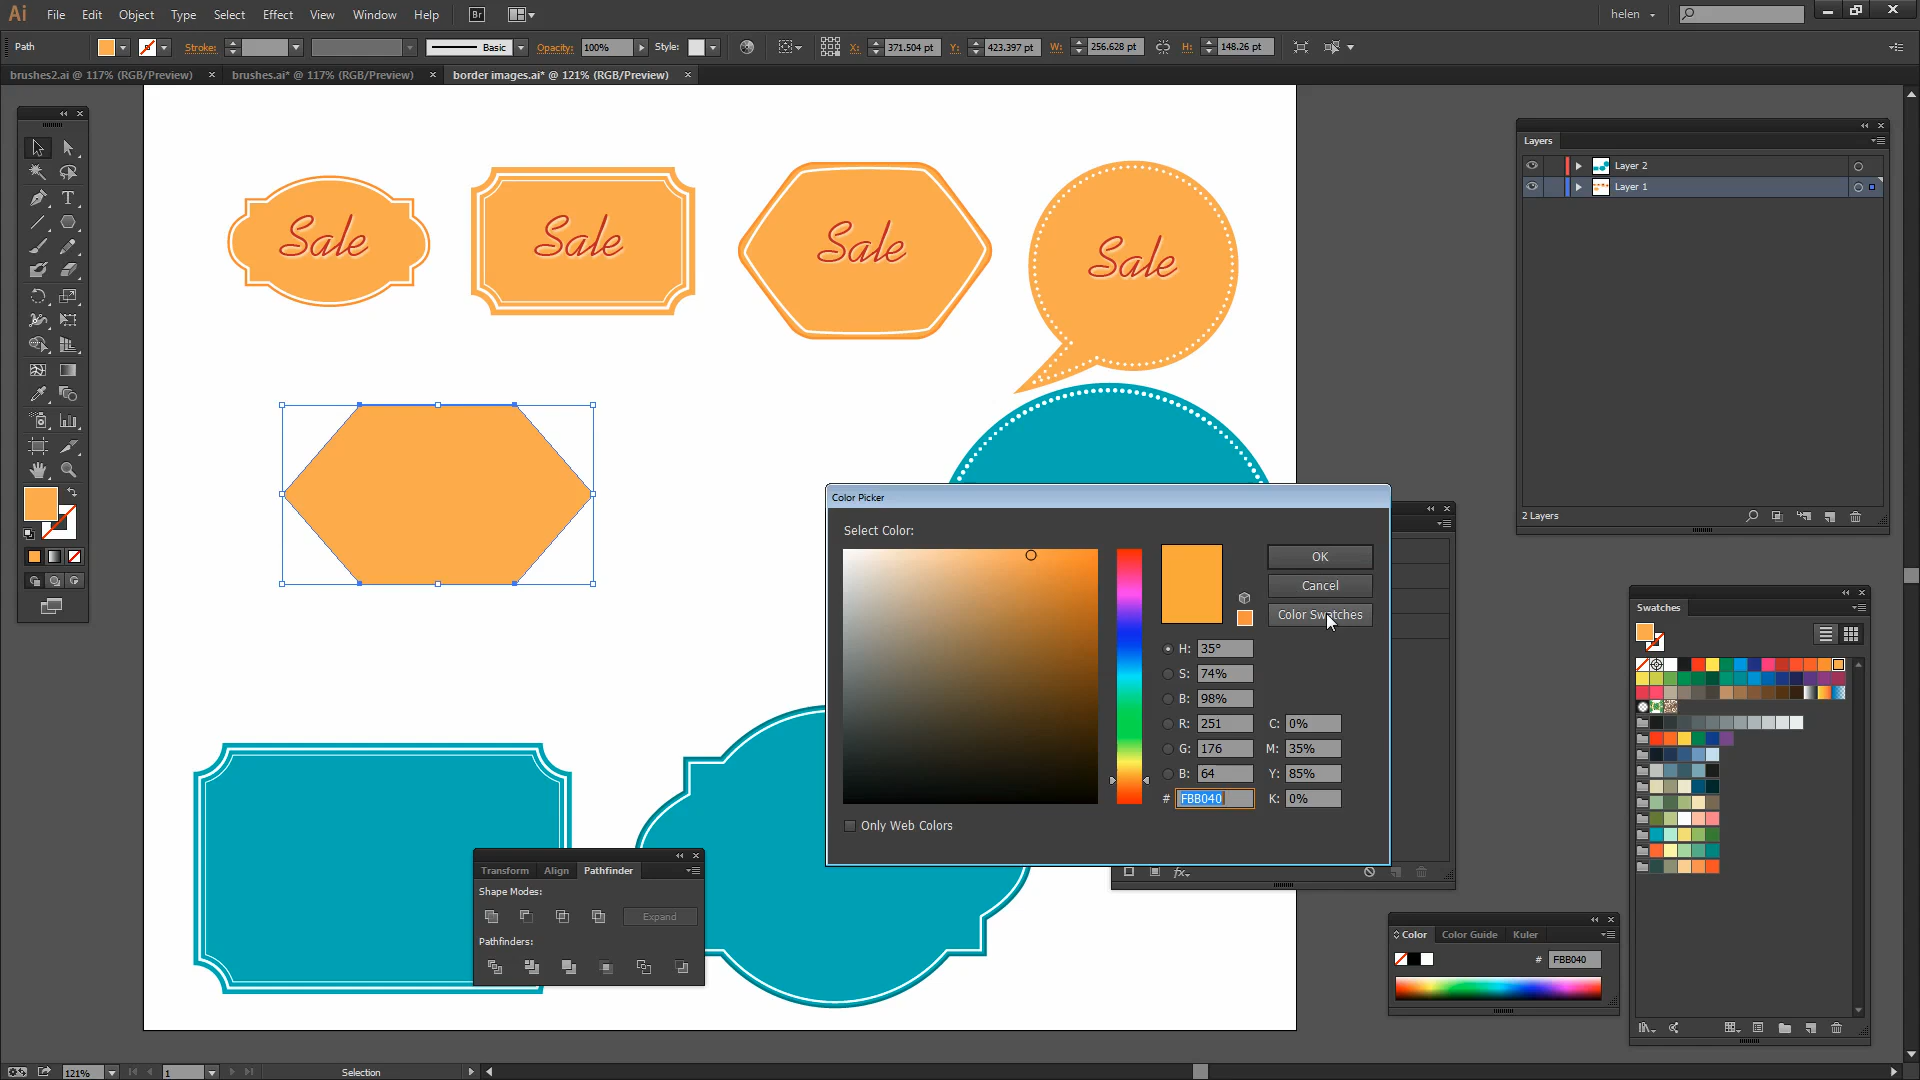 Ai File Edit Object Type Select Effect View Window Help Br helen
Path Stroke: Basic Opacity: 100% Style: X: 371.504 pt Y: 423.397 pt W: 256.628 pt H: 148.26 pt
brushes2.ai @ 117% (RGB/Preview) × brushes.ai* @ 117% (RGB/Preview) × border images.ai* @ 121% (RGB/Preview) ×
Layers
Layer 2
Layer 1
2 Layers
Sale
Sale
Sale
Sale
Color Picker
Select Color:
OK
Cancel
Color Swatches
H: 35°
S: 74%
B: 98%
R: 251 C: 0%
G: 176 M: 35%
B: 64 Y: 85%
# FBB040 K: 0%
Only Web Colors
Swatches
Transform Align Pathfinder
Shape Modes:
Expand
Pathfinders:
fx
Color Color Guide Kuler
# FBB040
121% 1 Selection